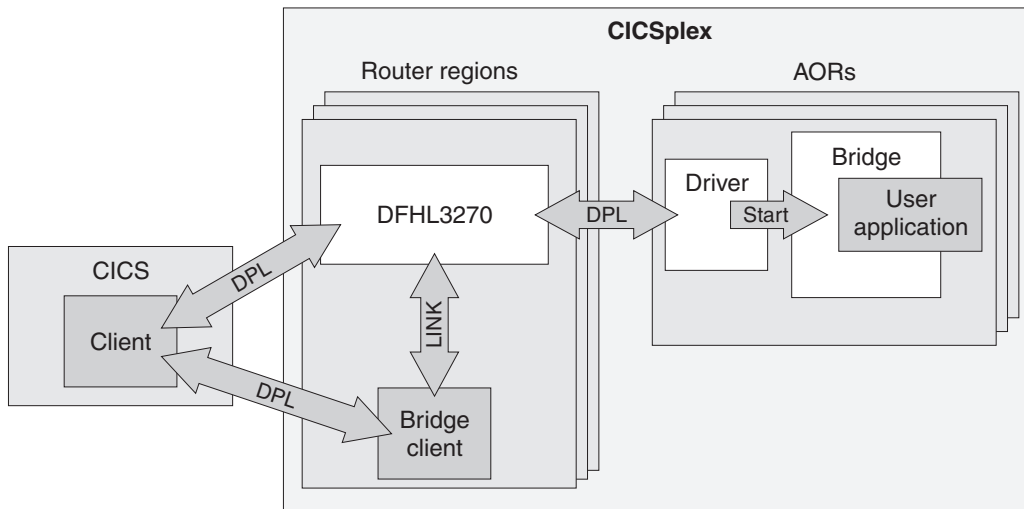 CICSplex
Router regions
AORs
DFHL3270
DPL
Driver
Start
Bridge
User
application
CICS
Client
DPL
LINK
DPL
Bridge
client